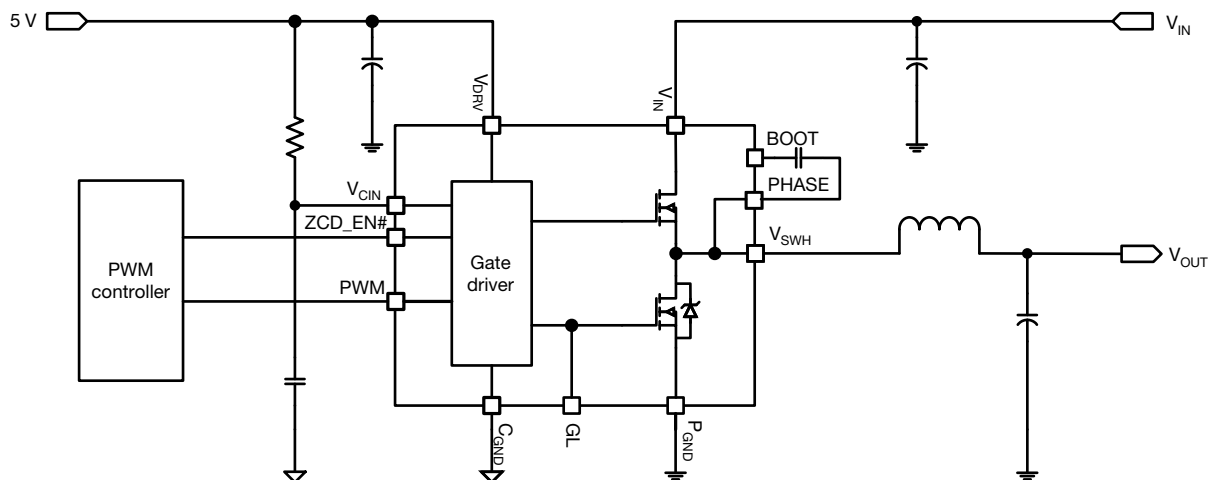 5 V
V_IN
V_DRV
V_IN
BOOT
PHASE
V_CIN
ZCD_EN#
V_SWH
PWM
controller
Gate
driver
V_OUT
PWM
C_GND
GL
P_GND